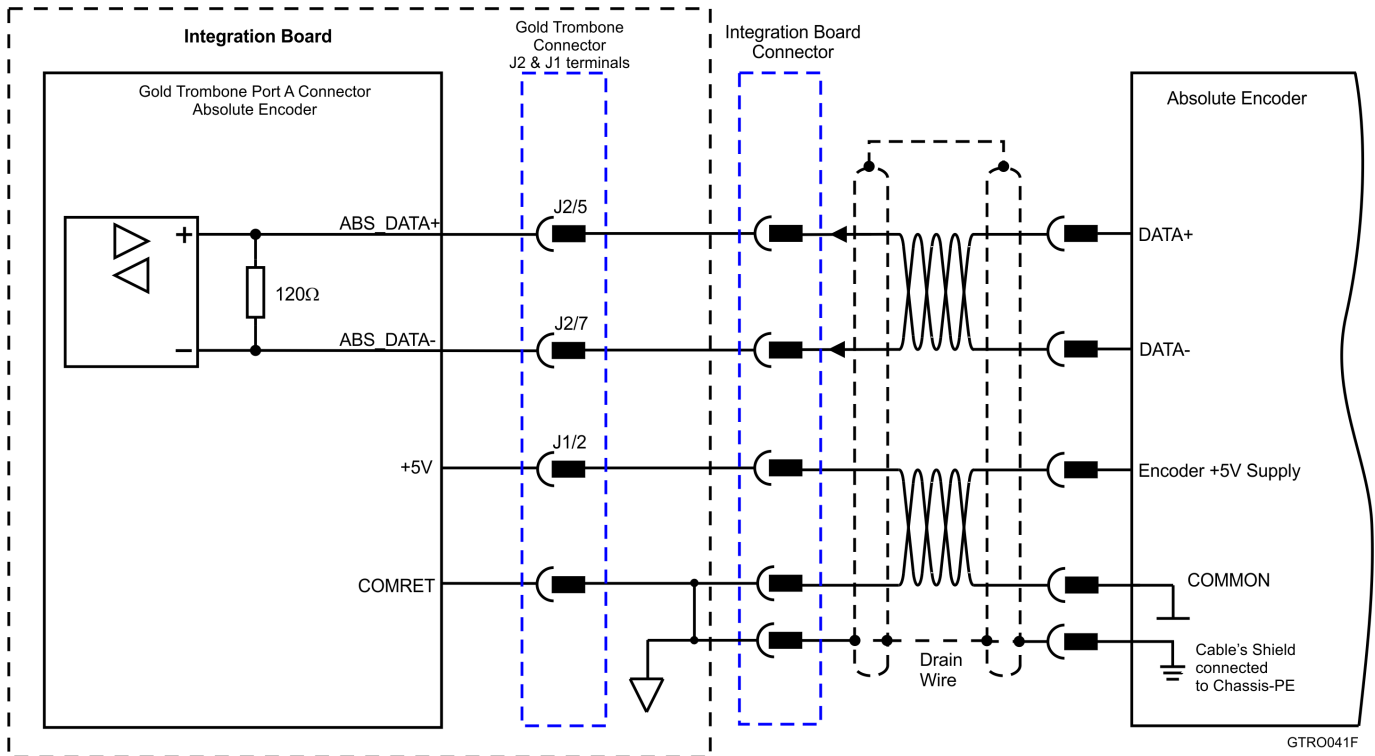 Integration Board
Gold Trombone
Connector
J2 & J1 terminals
Integration Board
Connector
Gold Trombone Port A Connector
Absolute Encoder
Absolute Encoder
+
ABS_DATA+
J2/5
DATA+
120Ω
−
ABS_DATA-
J2/7
DATA-
+5V
J1/2
Encoder +5V Supply
COMRET
COMMON
Drain
Wire
Cable's Shield
connected
to Chassis-PE
GTRO041F